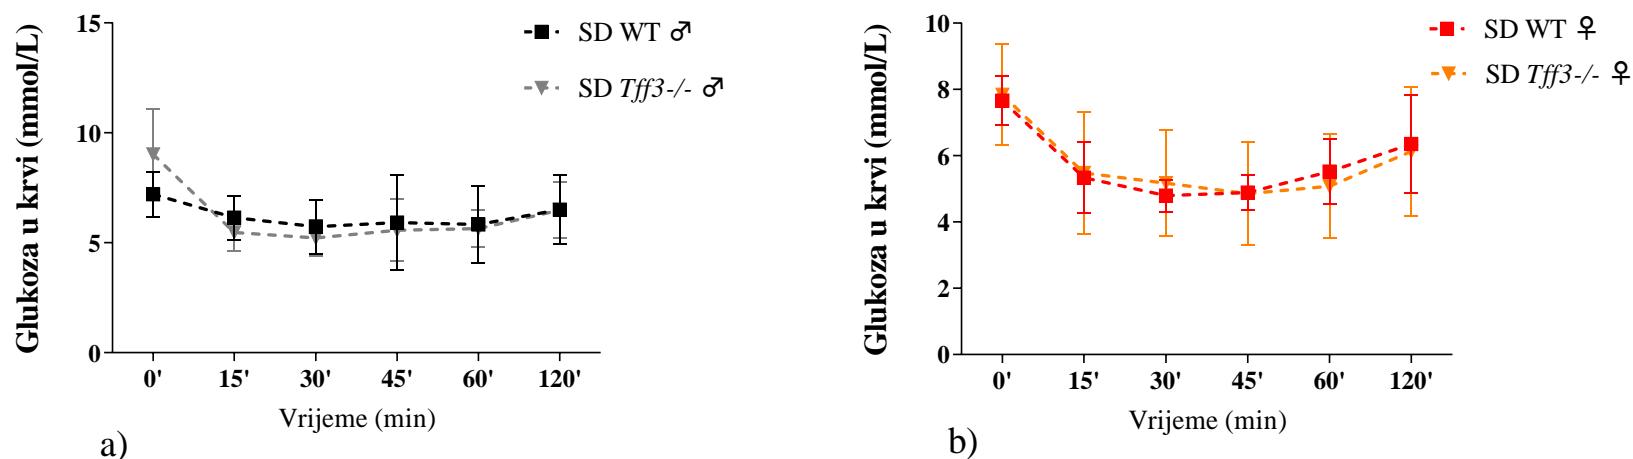 Glukoza u krvi (mmol/L)
15
10
5
0
0' 15' 30' 45' 60' 120'
Vrijeme (min)
SD WT ♂
SD Tff3-/- ♂
a)
Glukoza u krvi (mmol/L)
10
8
6
4
2
0
0' 15' 30' 45' 60' 120'
Vrijeme (min)
SD WT ♀
SD Tff3-/- ♀
b)